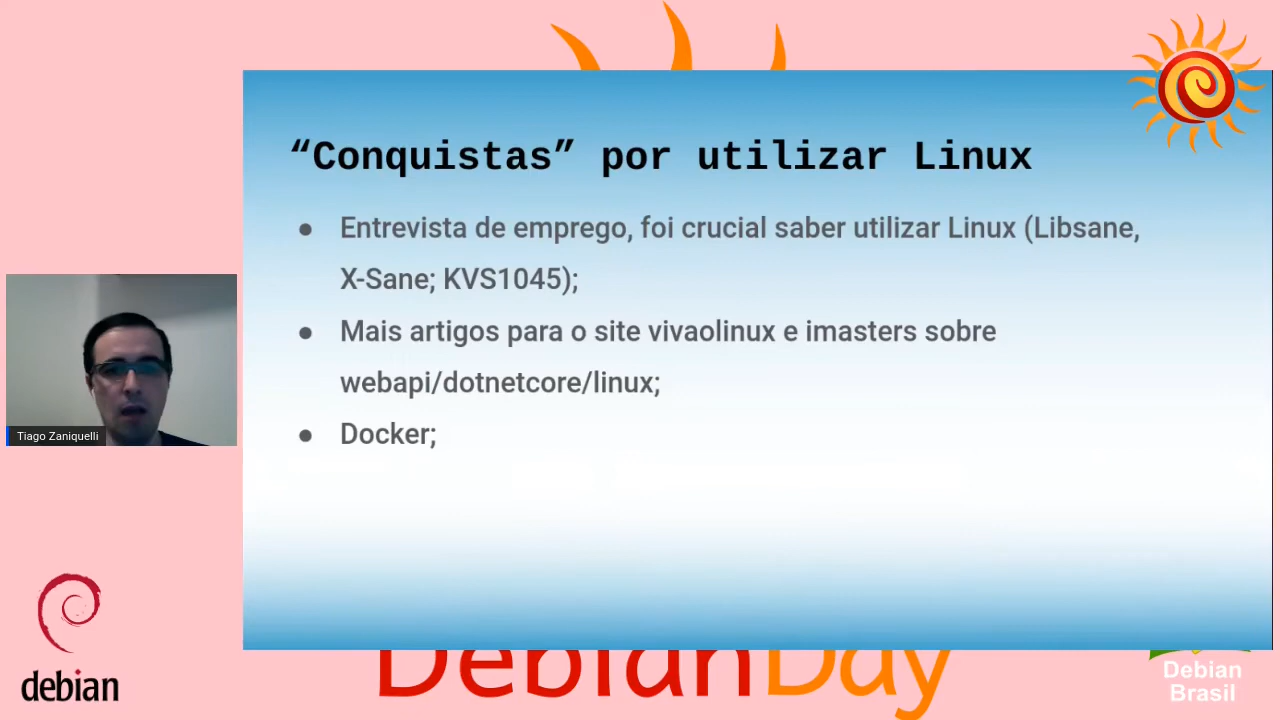 “Conquistas” por utilizar Linux
● Entrevista de emprego, foi crucial saber utilizar Linux (Libsane,
X-Sane; KVS1045);
● Mais artigos para o site vivaolinux e imasters sobre
webapi/dotnetcore/linux;
● Docker;
Tiago Zaniquelli
debian
DebianDay
Debian
Brasil